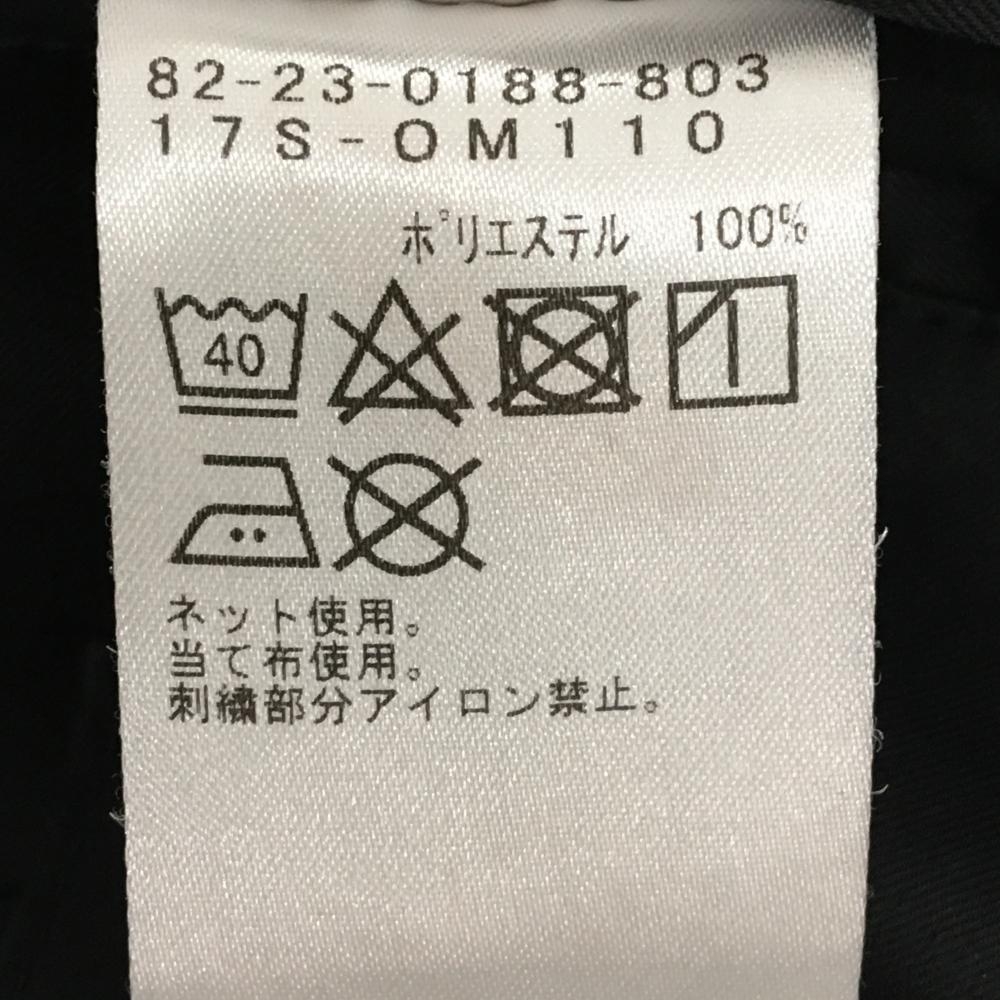 82-23-0188-803
17S-OM110
ポリエステル 100%
40
ネット使用。
当て布使用。
刺繍部分アイロン禁止。